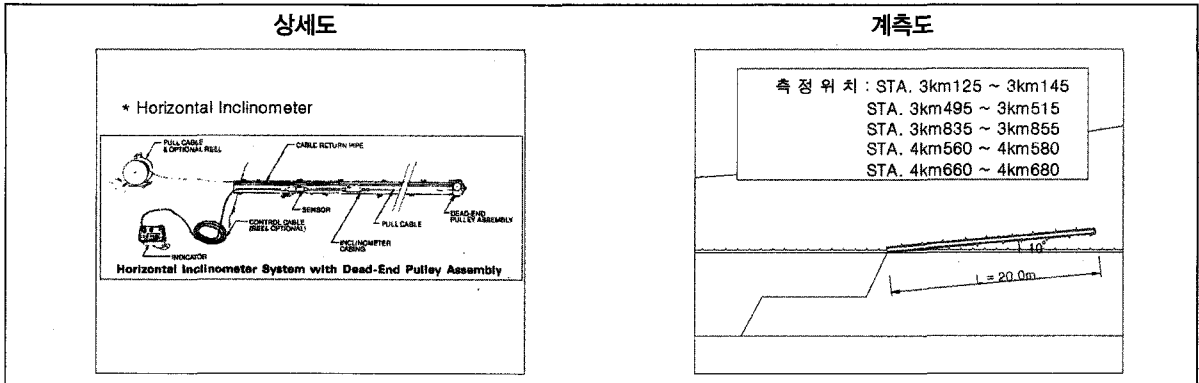 상세도
* Horizontal Inclinometer
PULL CABLE
& OPTIONAL REEL
CABLE RETURN PIPE
SENSOR
CONTROL CABLE
(REEL OPTIONAL)
PULL CABLE
DEAD-END
PULLEY ASSEMBLY
INCLINOMETER
CASING
INDICATOR
Horizontal Inclinometer System with Dead-End Pulley Assembly
계측도
측 정 위 치 : STA. 3km125 ~ 3km145
STA. 3km495 ~ 3km515
STA. 3km835 ~ 3km855
STA. 4km560 ~ 4km580
STA. 4km660 ~ 4km680
10°
L = 20.0m